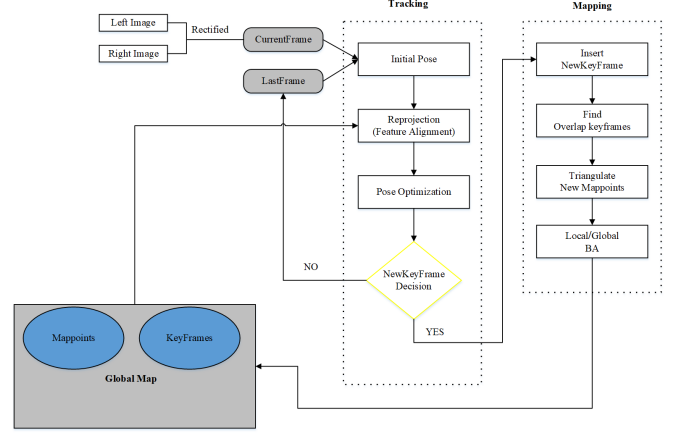 Tracking
Mapping
Left Image
Right Image
Rectified
CurrentFrame
LastFrame
Initial Pose
Reprojection
(Feature Alignment)
Pose Optimization
NewKeyFrame
Decision
NO
YES
Insert
NewKeyFrame
Find
Overlap keyframes
Triangulate
New Mappoints
Local/Global
BA
Mappoints
KeyFrames
Global Map